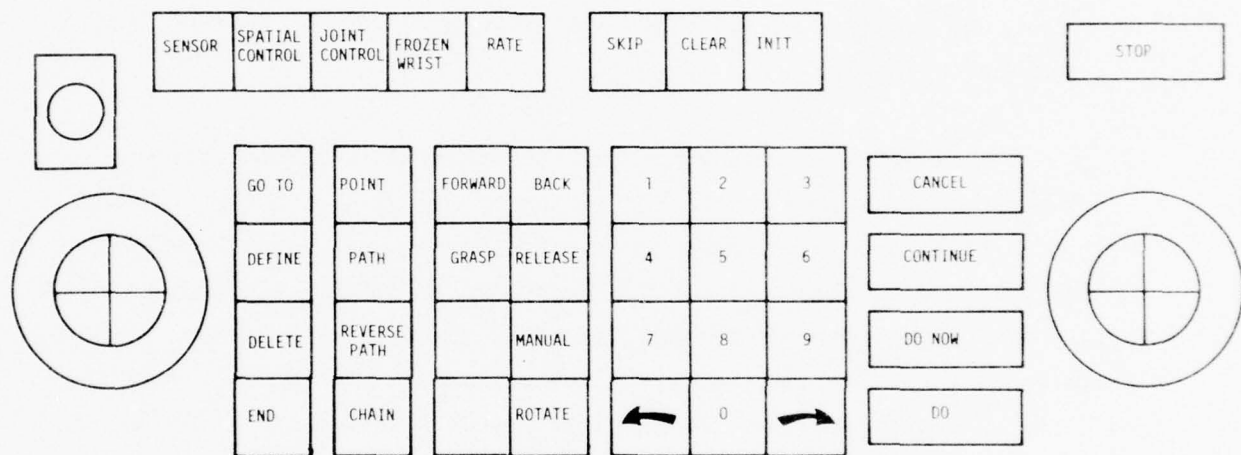 SENSOR
SPATIAL
CONTROL
JOINT
CONTROL
FROZEN
WRIST
RATE
SKIP
CLEAR
INIT
STOP
GO TO
POINT
FORWARD
BACK
1
2
3
CANCEL
DEFINE
PATH
GRASP
RELEASE
4
5
6
CONTINUE
DELETE
REVERSE
PATH
MANUAL
7
8
9
DO NOW
END
CHAIN
ROTATE
0
DO